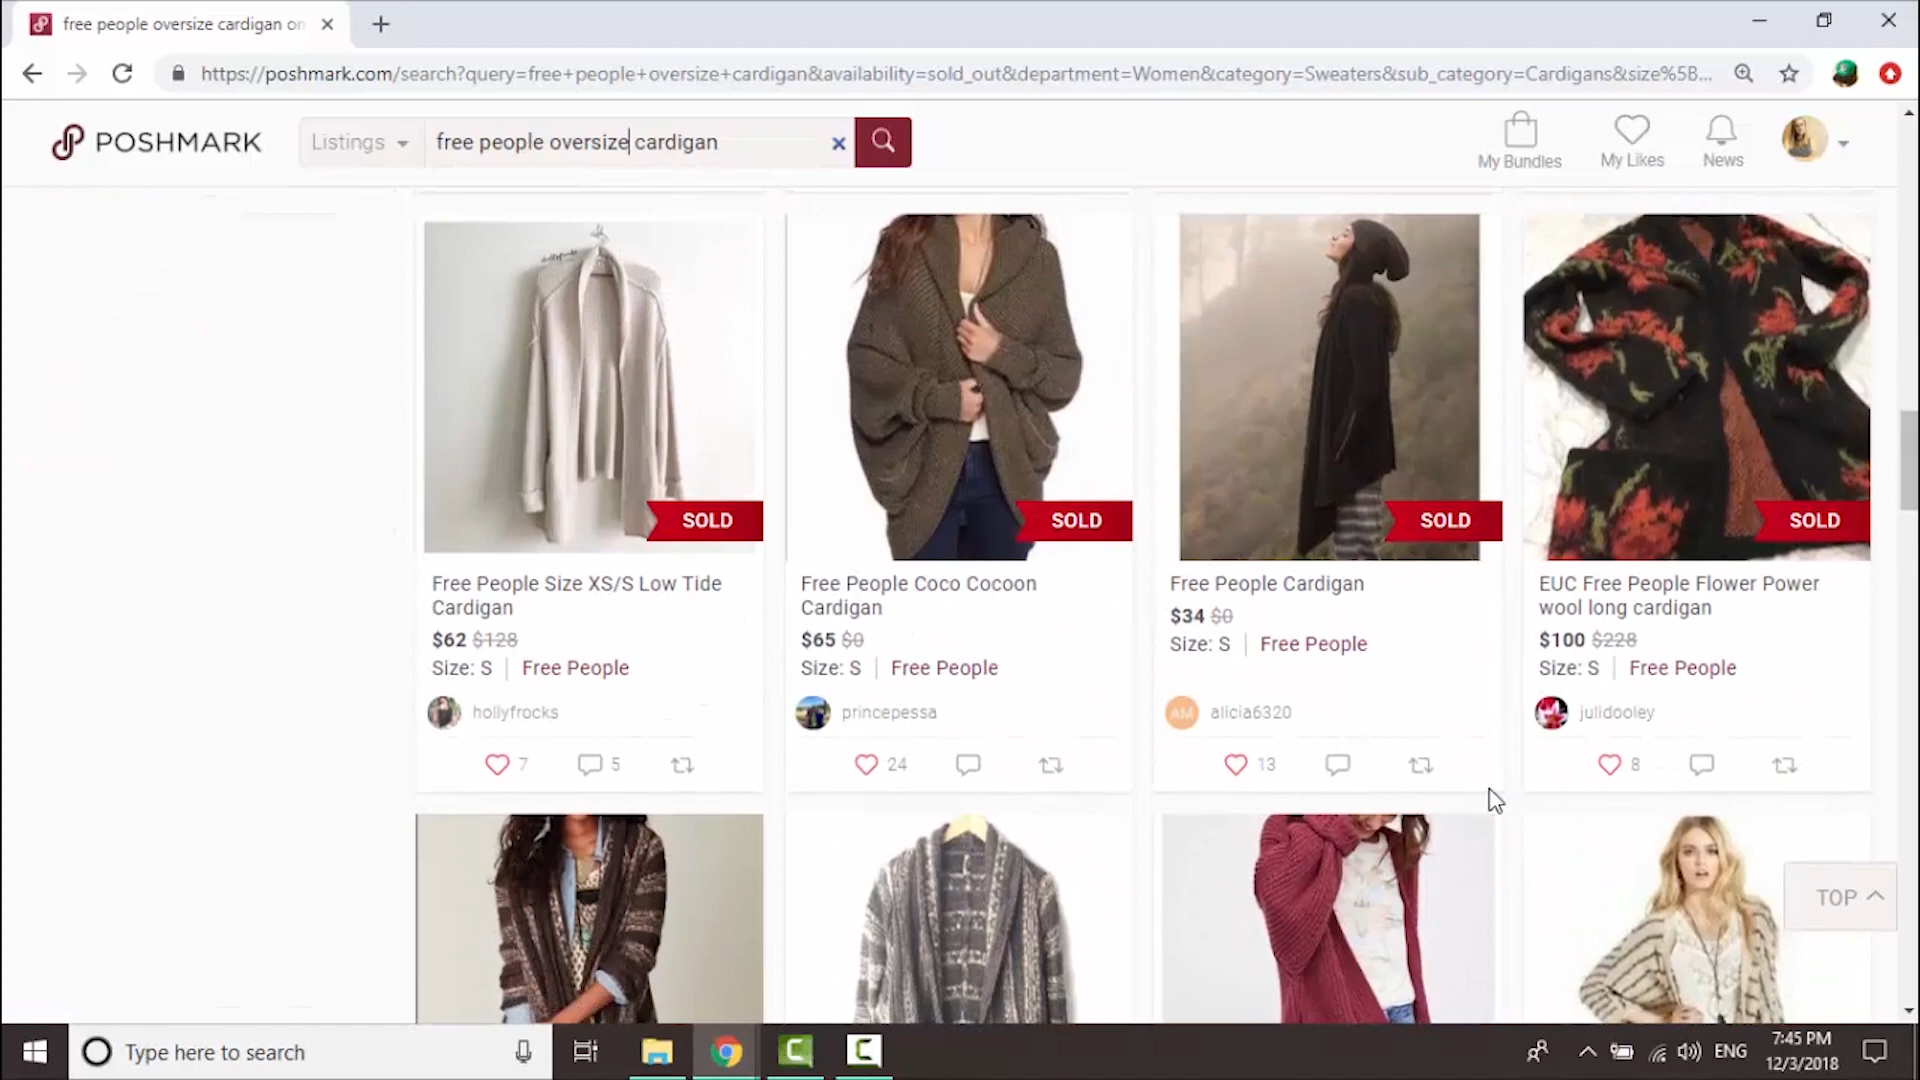 free people oversize cardigan on
https://poshmark.com/search?query=free+people+oversize+cardigan&availability=sold_out&department=Women&category=Sweaters&sub_category=Cardigans&size%5B...
POSHMARK
Listings
free people oversize cardigan
My Bundles
My Likes
News
SOLD
SOLD
SOLD
SOLD
Free People Size XS/S Low Tide
Cardigan
$62 $128
Size: S | Free People
hollyfrocks
7
5
Free People Coco Cocoon
Cardigan
$65 $0
Size: S | Free People
princepessa
24
Free People Cardigan
$34 $0
Size: S | Free People
AM
alicia6320
13
EUC Free People Flower Power
wool long cardigan
$100 $228
Size: S | Free People
julidooley
8
TOP
Type here to search
ENG
7:45 PM
12/3/2018